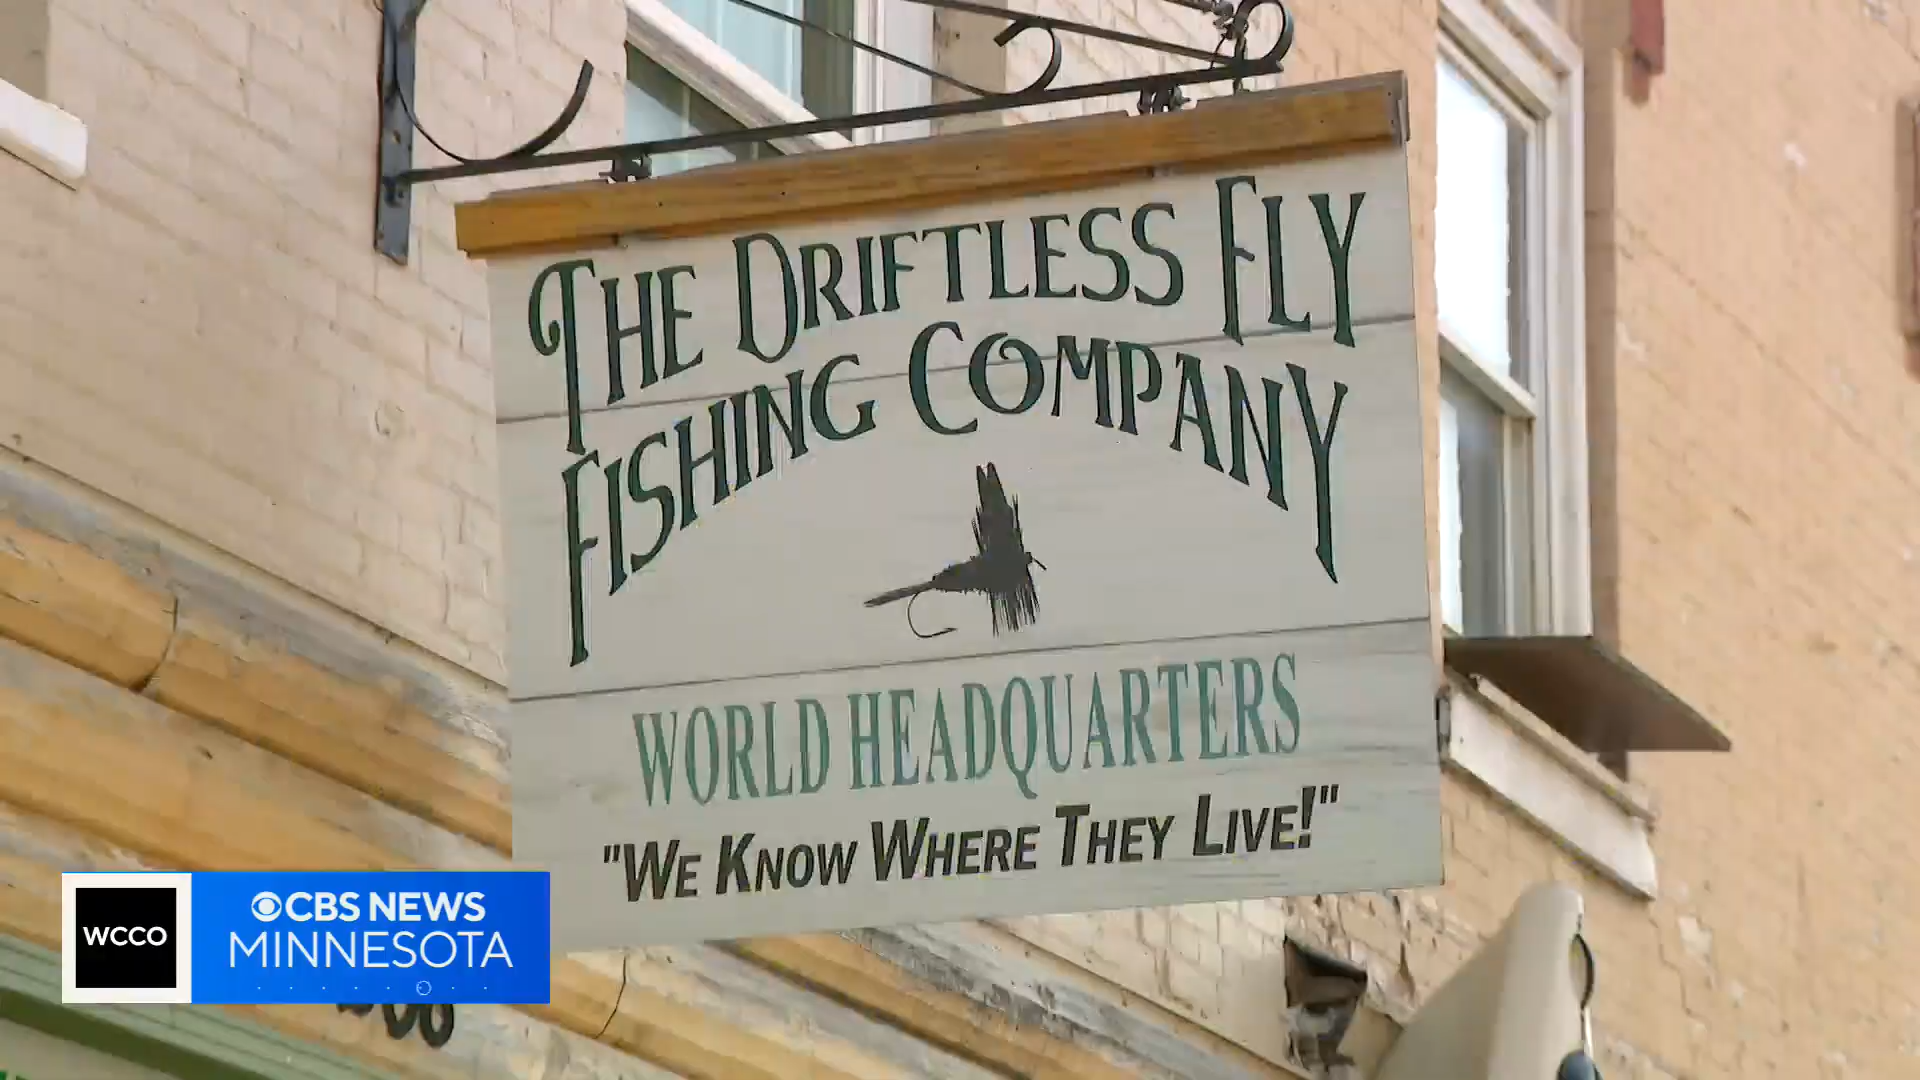 THE DRIFTLESS FLY
FISHING COMPANY
WORLD HEADQUARTERS
"WE KNOW WHERE THEY LIVE!"
WCCO
CBS NEWS
MINNESOTA